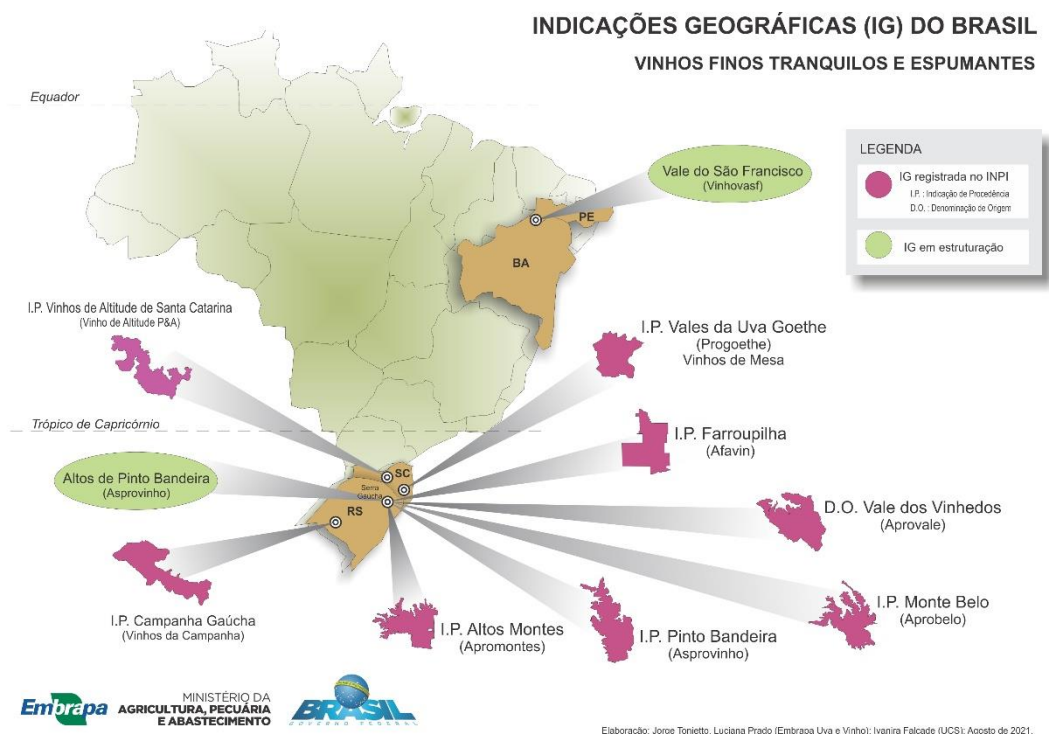 INDICAÇÕES GEOGRÁFICAS (IG) DO BRASIL
VINHOS FINOS TRANQUILOS E ESPUMANTES
Equador
LEGENDA
IG registrada no INPI
I.P. : Indicação de Procedência
D.O. : Denominação de Origem
IG em estruturação
Vale do São Francisco
(Vinhovasf)
PE
BA
I.P. Vinhos de Altitude de Santa Catarina
(Vinho de Altitude P&A)
I.P. Vales da Uva Goethe
(Progoethe)
Vinhos de Mesa
Trópico de Capricórnio
I.P. Farroupilha
(Afavin)
Altos de Pinto Bandeira
(Asprovinho)
SC
Serra
Gaúcha
RS
D.O. Vale dos Vinhedos
(Aprovale)
I.P. Campanha Gaúcha
(Vinhos da Campanha)
I.P. Altos Montes
(Apromontes)
I.P. Pinto Bandeira
(Asprovinho)
I.P. Monte Belo
(Aprobelo)
Embrapa
MINISTÉRIO DA
AGRICULTURA, PECUÁRIA
E ABASTECIMENTO
BRASIL
GOVERNO FEDERAL
Elaboração: Jorge Tonietto, Luciana Prado (Embrapa Uva e Vinho); Ivanira Falcade (UCS); Agosto de 2021.